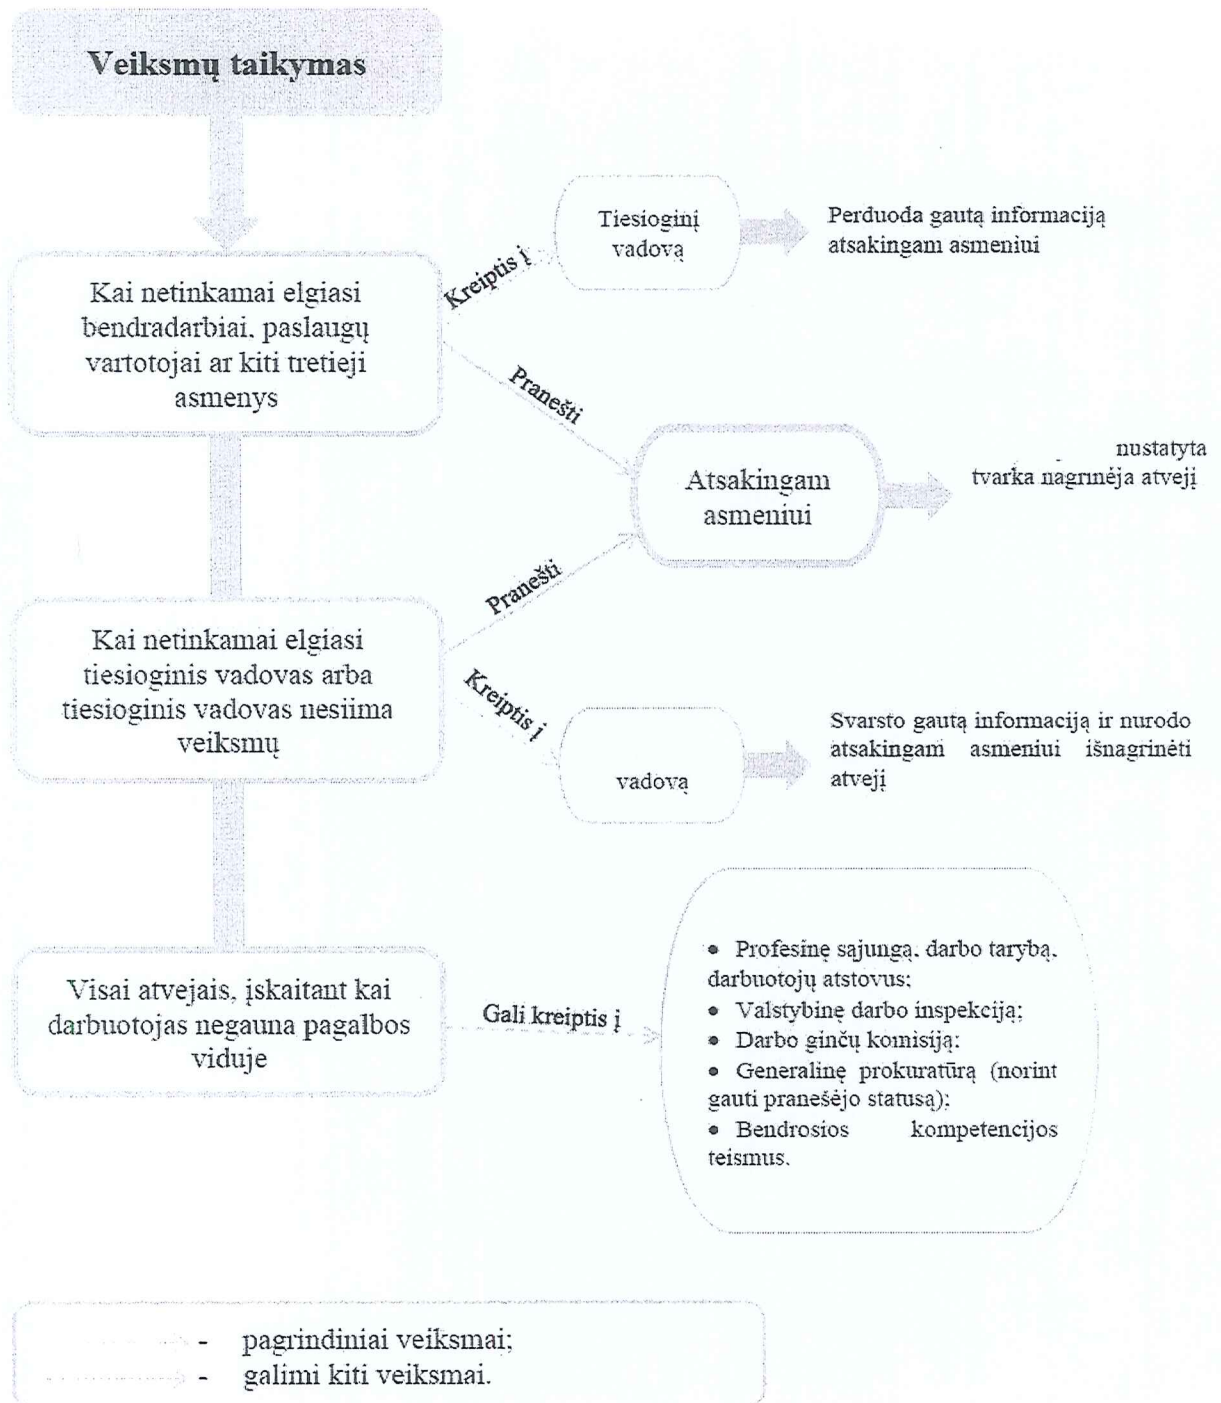 Veiksmų taikymas
Tiesioginį
vadovą
Perduoda gautą informaciją
atsakingam asmeniui
Kreiptis į
Kai netinkamai elgiasi
bendradarbiai, paslaugų
vartotojai ar kiti tretieji
asmenys
Pranešti
Atsakingam
asmeniui
nustatyta
tvarka nagrinėja atvejį
Pranešti
Kai netinkamai elgiasi
tiesioginis vadovas arba
tiesioginis vadovas nesiima
veiksmų
Kreiptis į
vadovą
Svarsto gautą informaciją ir nurodo
atsakingam asmeniui išnagrinėti
atvejį
Visai atvejais, įskaitant kai
darbuotojas negauna pagalbos
viduje
Gali kreiptis į
• Profesinę sąjungą, darbo tarybą,
darbuotojų atstovus;
• Valstybinę darbo inspekciją;
• Darbo ginčų komisiją;
• Generalinę prokuratūrą (norint
gauti pranešėjo statusą);
• Bendrosios kompetencijos
teismus.
- pagrindiniai veiksmai;
- galimi kiti veiksmai.